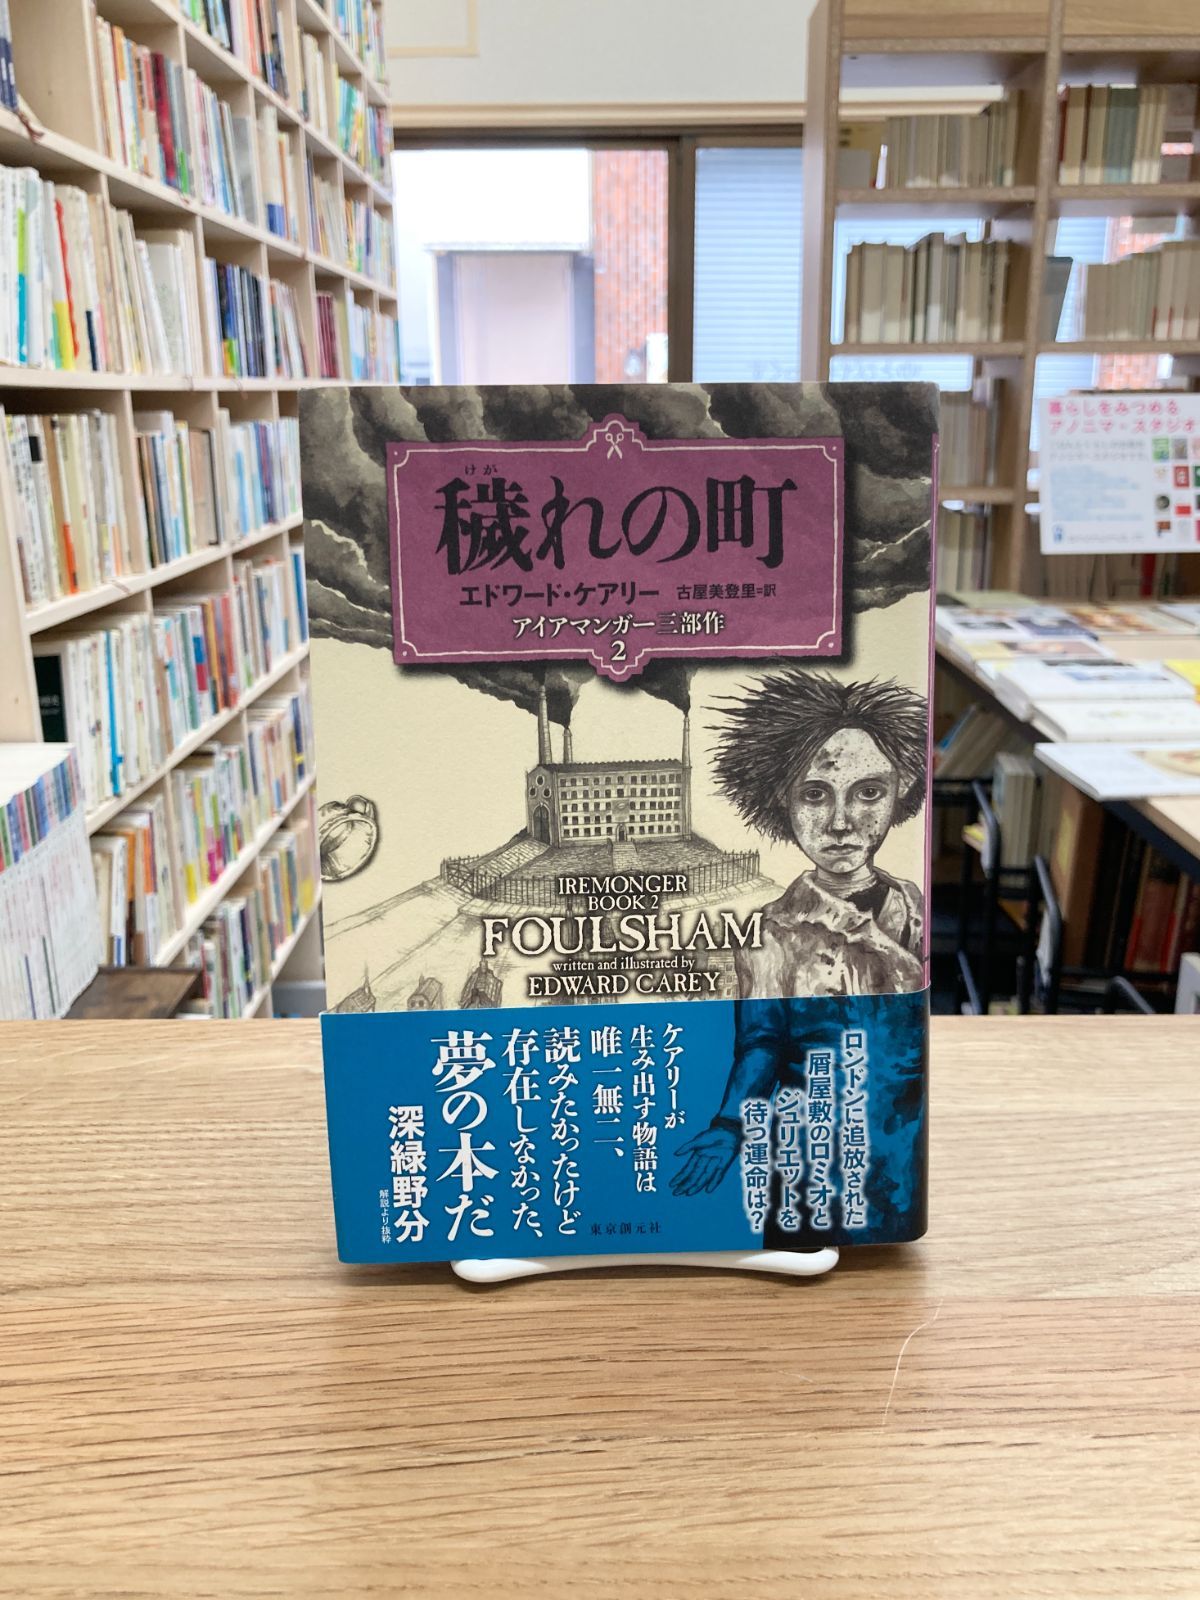 けが
穢れの町
エドワード・ケアリー 古屋美登里=訳
アイアマンガー三部作
2
IREMONGER
BOOK 2
FOULSHAM
written and illustrated by
EDWARD CAREY
ロンドンに追放された
屑屋敷のロミオと
ジュリエットを
待つ運命は?
ケアリーが
生み出す物語は
唯一無二、
読みたかったけど
存在しなかった、
夢の本だ
深緑野分
解説より抜粋
東京創元社
暮らしをみつめる
アノニマ・スタジオ